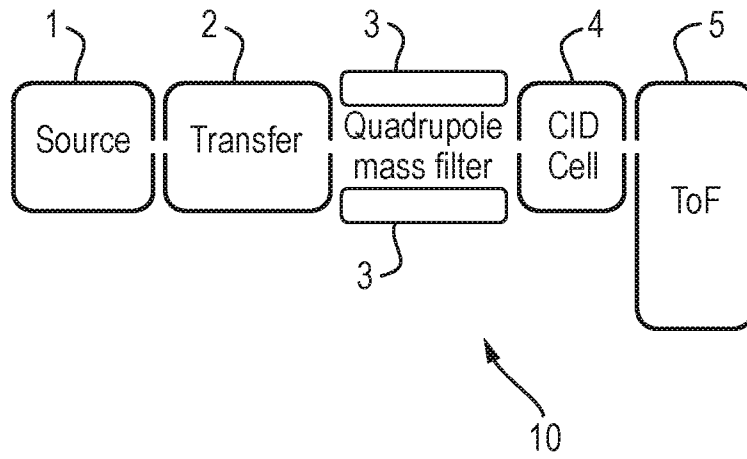 1 2 3 4 5
Source
Transfer
Quadrupole
mass filter
CID
Cell
ToF
3
10